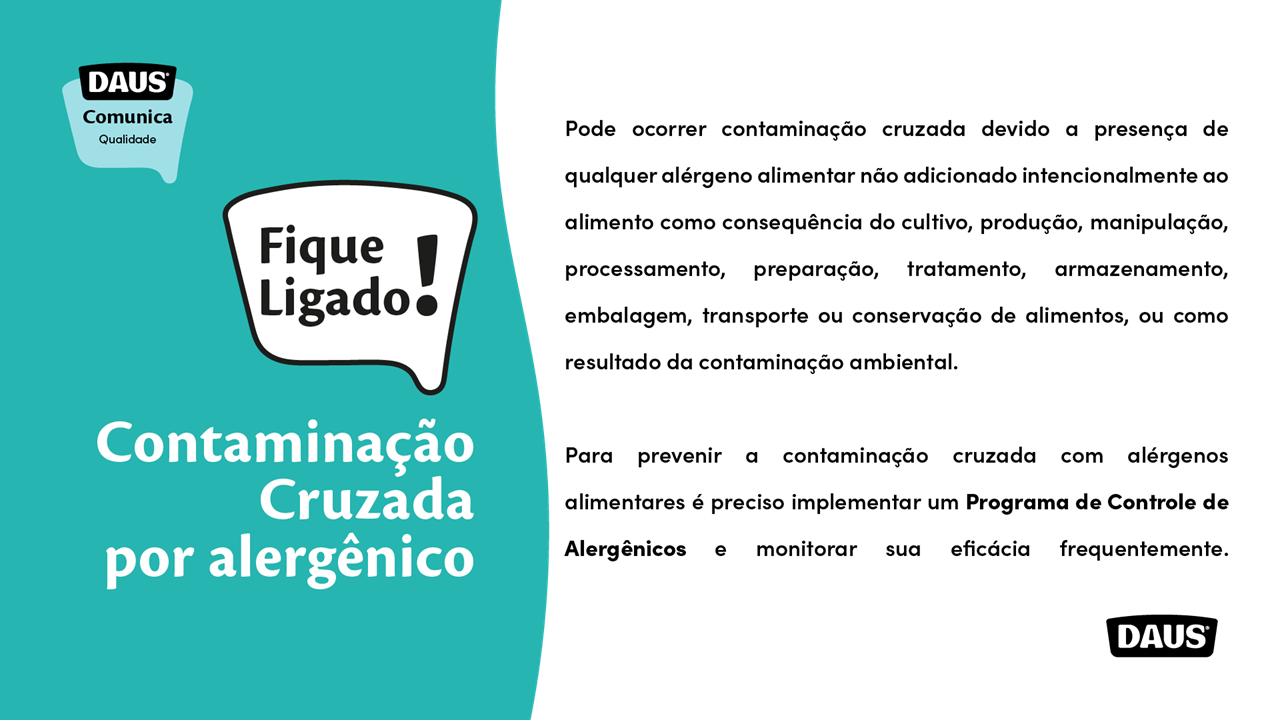 DAUS®
Comunica
Qualidade
Fique
Ligado!
Contaminação
Cruzada
por alergênico
Pode ocorrer contaminação cruzada devido a presença de
qualquer alérgeno alimentar não adicionado intencionalmente ao
alimento como consequência do cultivo, produção, manipulação,
processamento, preparação, tratamento, armazenamento,
embalagem, transporte ou conservação de alimentos, ou como
resultado da contaminação ambiental.
Para prevenir a contaminação cruzada com alérgenos
alimentares é preciso implementar um Programa de Controle de
Alergênicos e monitorar sua eficácia frequentemente.
DAUS®